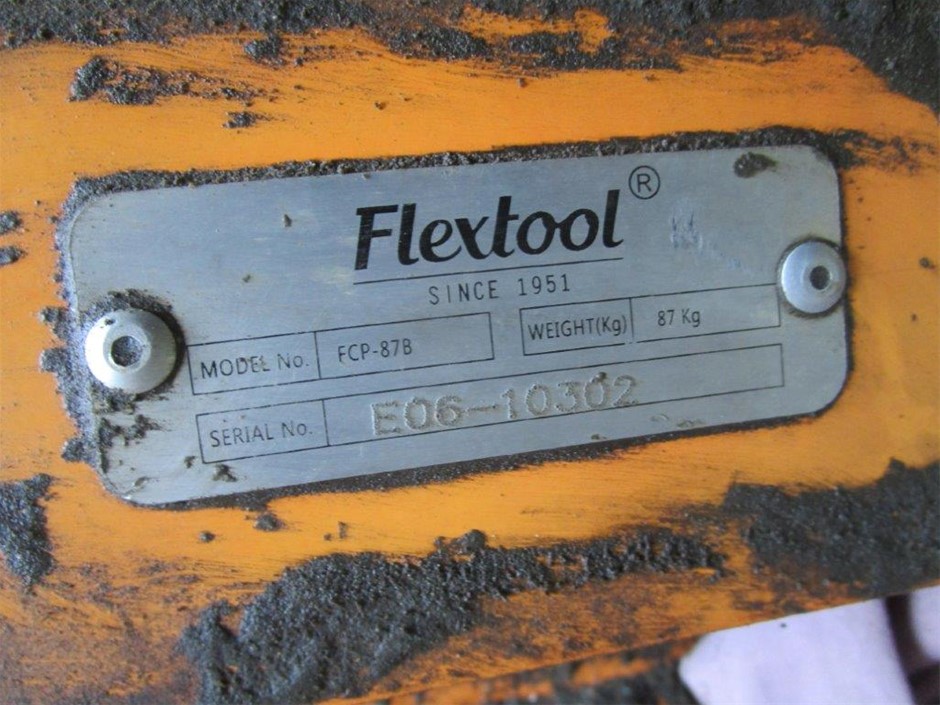 Flextool®
SINCE 1951
MODEL No. FCP-87B WEIGHT(Kg) 87 Kg
SERIAL No. E06-10302